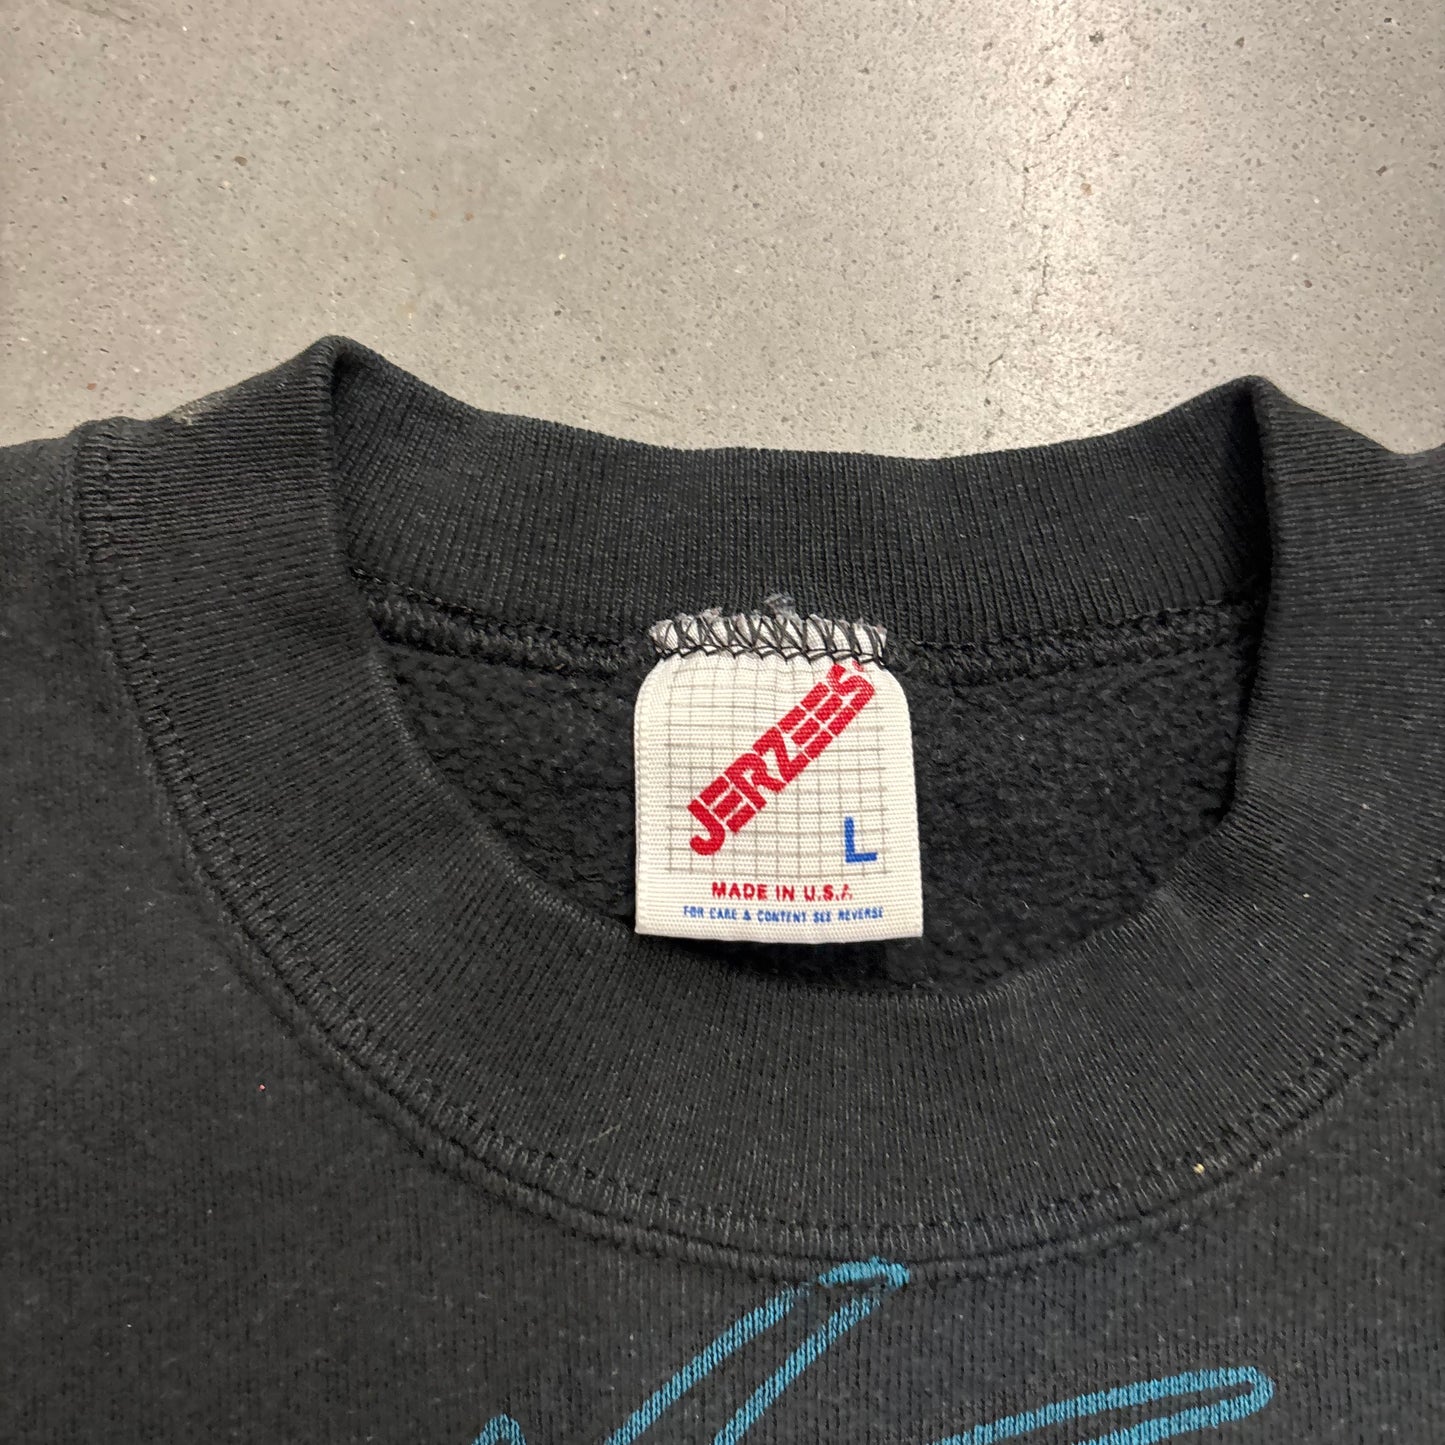 JERZEES
L
MADE IN U.S.A.
FOR CARE & CONTENT SEE REVERSE